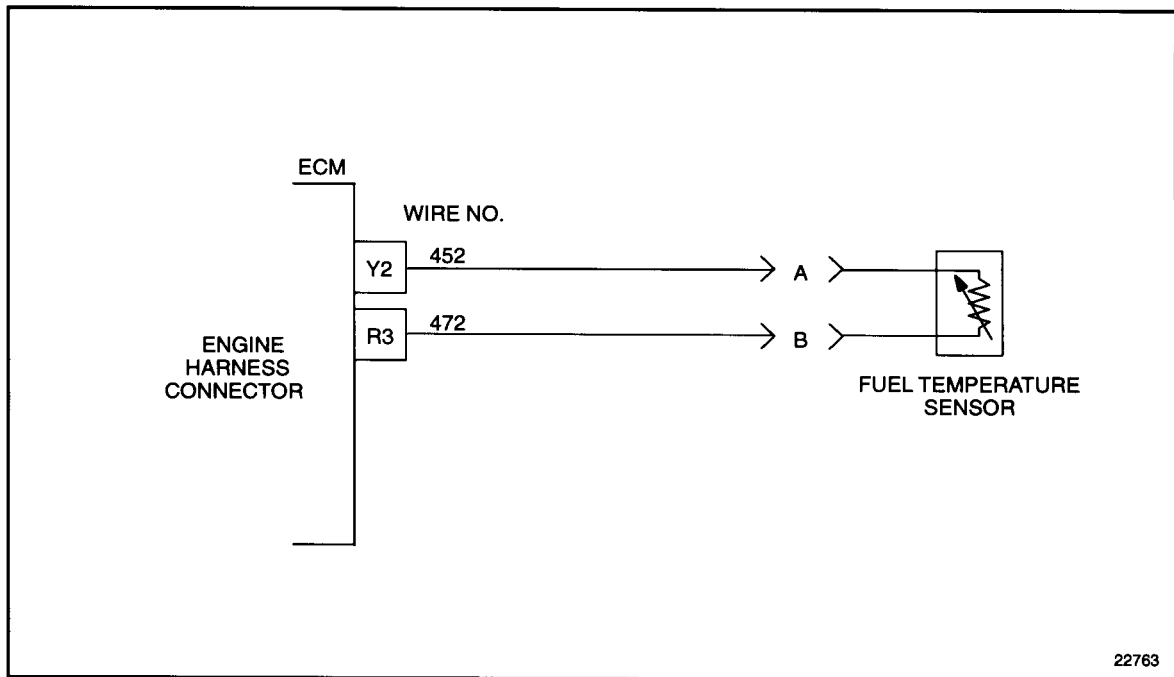 ECM
WIRE NO.
Y2
452
A
R3
472
B
ENGINE
HARNESS
CONNECTOR
FUEL TEMPERATURE
SENSOR
22763